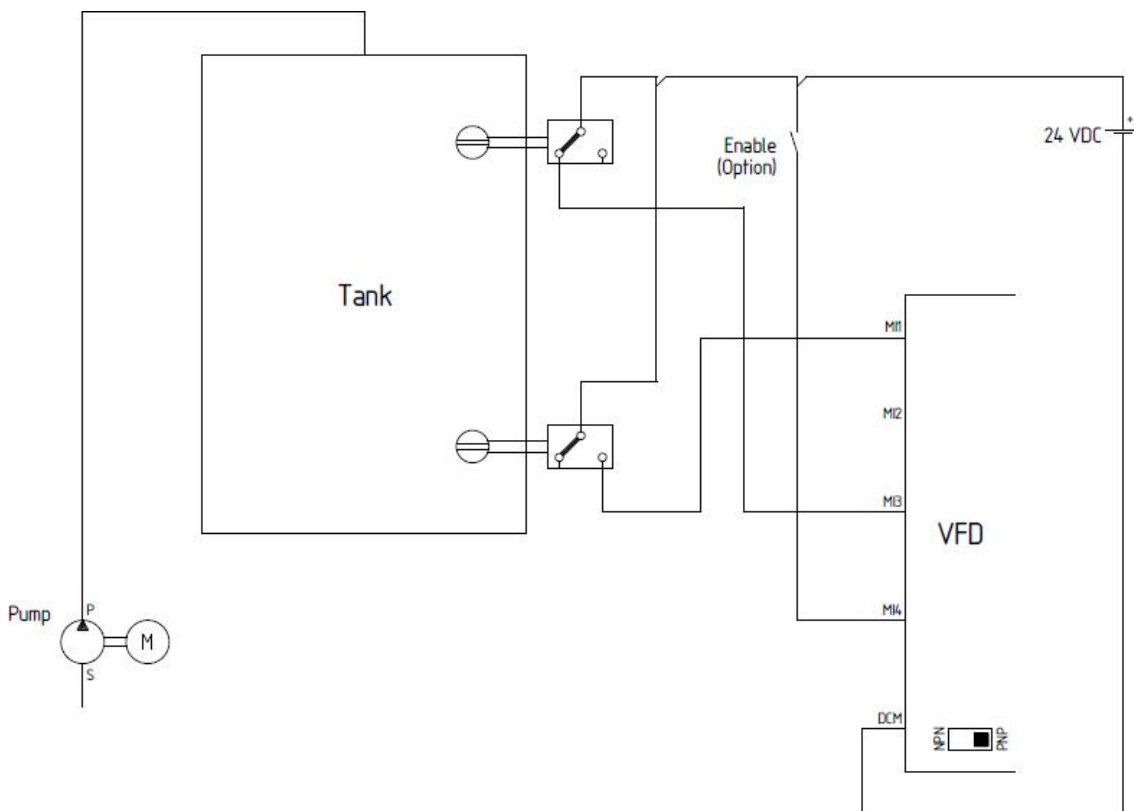 24 VDC
+
Enable
(Option)
Tank
MI1
MI2
MI3
VFD
MI4
Pump
P
M
S
DCM
NPN
PNP